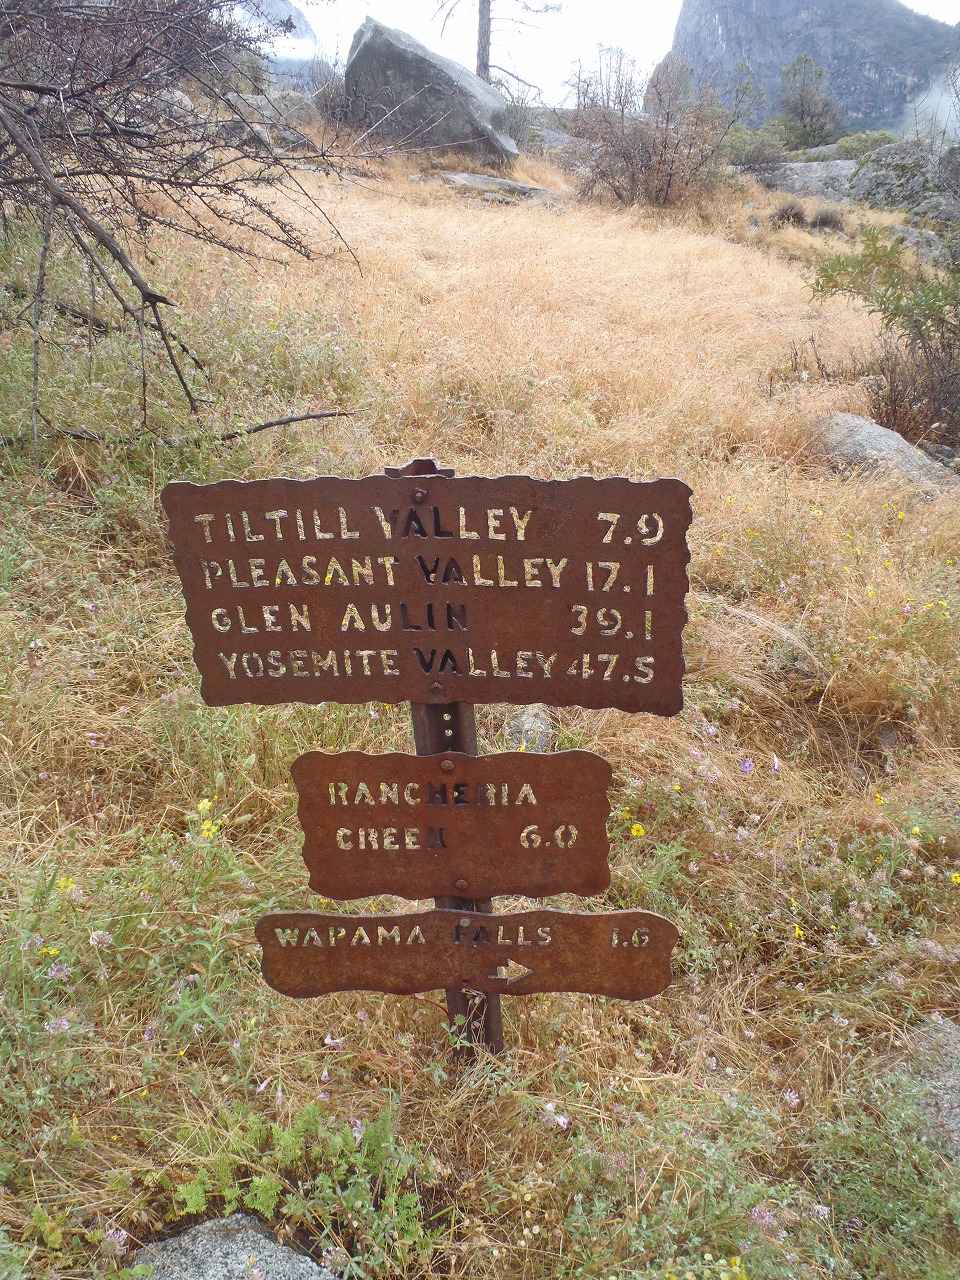 TILTILL VALLEY 7.9
PLEASANT VALLEY 17.1
GLEN AULIN 39.1
YOSEMITE VALLEY 47.5
RANCHERIA
CREEK 6.0
WAPAMA FALLS 1.6